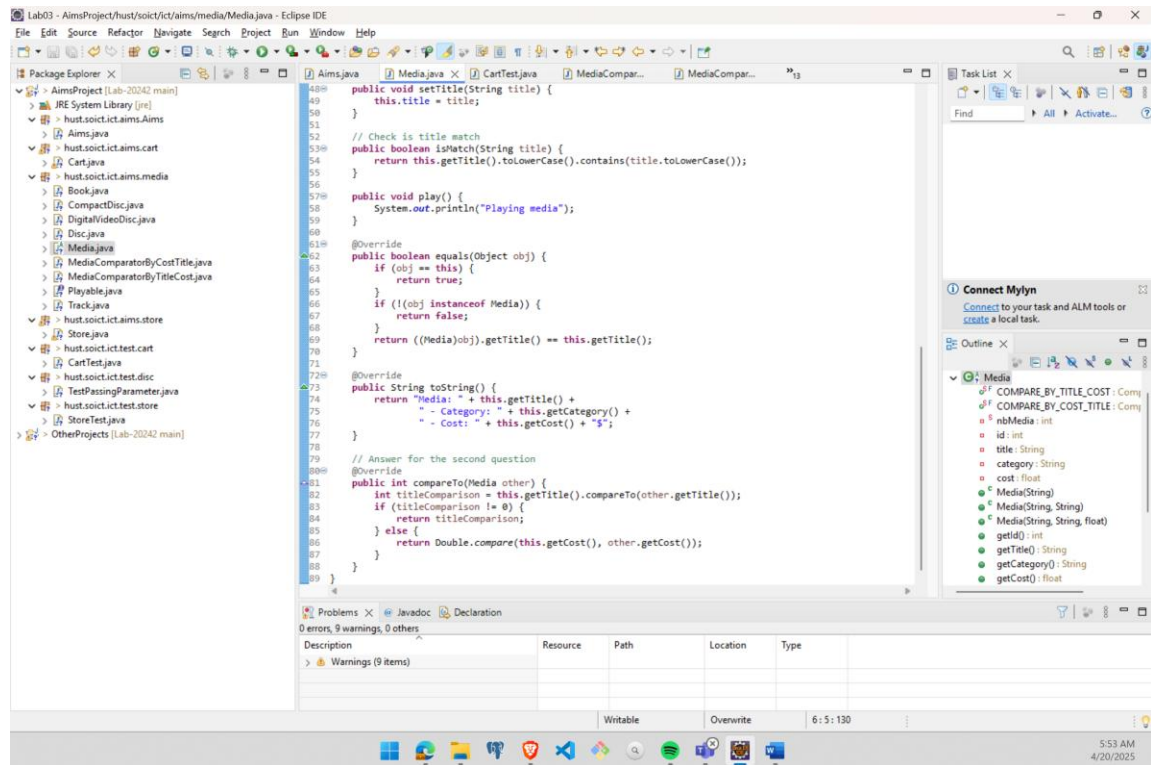 Lab03 - AimsProject/hust/soict/ict/aims/media/Media.java - Eclipse IDE
File Edit Source Refactor Navigate Search Project Run Window Help
Package Explorer
AimsProject [Lab-20242 main]
JRE System Library [jre]
> hust.soict.ict.aims.Aims
> Aims.java
> hust.soict.ict.aims.cart
> Cart.java
> hust.soict.ict.aims.media
> Book.java
> CompactDisc.java
> DigitalVideoDisc.java
> Disc.java
> Media.java
> MediaComparatorByCostTitle.java
> MediaComparatorByTitleCost.java
> Playable.java
> Track.java
> hust.soict.ict.aims.store
> Store.java
> hust.soict.ict.test.cart
> CartTest.java
> hust.soict.ict.test.disc
> TestPassingParameter.java
> hust.soict.ict.test.store
> StoreTest.java
> OtherProjects [Lab-20242 main]
Aims.java Media.java CartTest.java MediaCompar... MediaCompar... »13
48 public void setTitle(String title) {
49 this.title = title;
50 }
51
52 // Check is title match
53 public boolean isMatch(String title) {
54 return this.getTitle().toLowerCase().contains(title.toLowerCase());
55 }
56
57 public void play() {
58 System.out.println("Playing media");
59 }
60
61 @Override
62 public boolean equals(Object obj) {
63 if (obj == this) {
64 return true;
65 }
66 if (!(obj instanceof Media)) {
67 return false;
68 }
69 return ((Media)obj).getTitle() == this.getTitle();
70 }
71
72 @Override
73 public String toString() {
74 return "Media: " + this.getTitle() +
75 " - Category: " + this.getCategory() +
76 " - Cost: " + this.getCost() + "$";
77 }
78
79 // Answer for the second question
80 @Override
81 public int compareTo(Media other) {
82 int titleComparison = this.getTitle().compareTo(other.getTitle());
83 if (titleComparison != 0) {
84 return titleComparison;
85 } else {
86 return Double.compare(this.getCost(), other.getCost());
87 }
88 }
89 }
Task List
Find All Activate...
Connect Mylyn
Connect to your task and ALM tools or
create a local task.
Outline
Media
COMPARE_BY_TITLE_COST : Comp
COMPARE_BY_COST_TITLE : Comp
nbMedia : int
id : int
title : String
category : String
cost : float
Media(String)
Media(String, String)
Media(String, String, float)
getId() : int
getTitle() : String
getCategory() : String
getCost() : float
Problems Javadoc Declaration
0 errors, 9 warnings, 0 others
Description Resource Path Location Type
Warnings (9 items)
Writable Overwrite 6 : 5 : 130
5:53 AM
4/20/2025